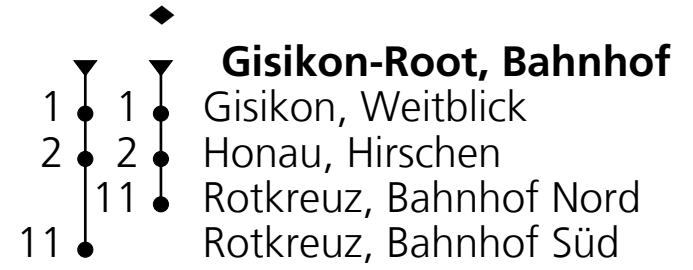 Gisikon-Root, Bahnhof
1 1 Gisikon, Weitblick
2 2 Honau, Hirschen
11 Rotkreuz, Bahnhof Nord
11 Rotkreuz, Bahnhof Süd